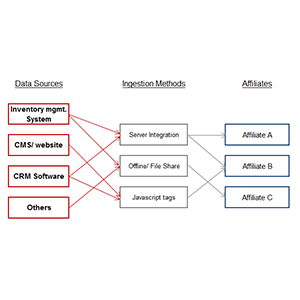 Data Sources
Ingestion Methods
Affiliates
Inventory mgmt.
System
CMS/ website
CRM Software
Others
Server Integration
Offline/ File Share
Javascript tags
Affiliate A
Affiliate B
Affiliate C